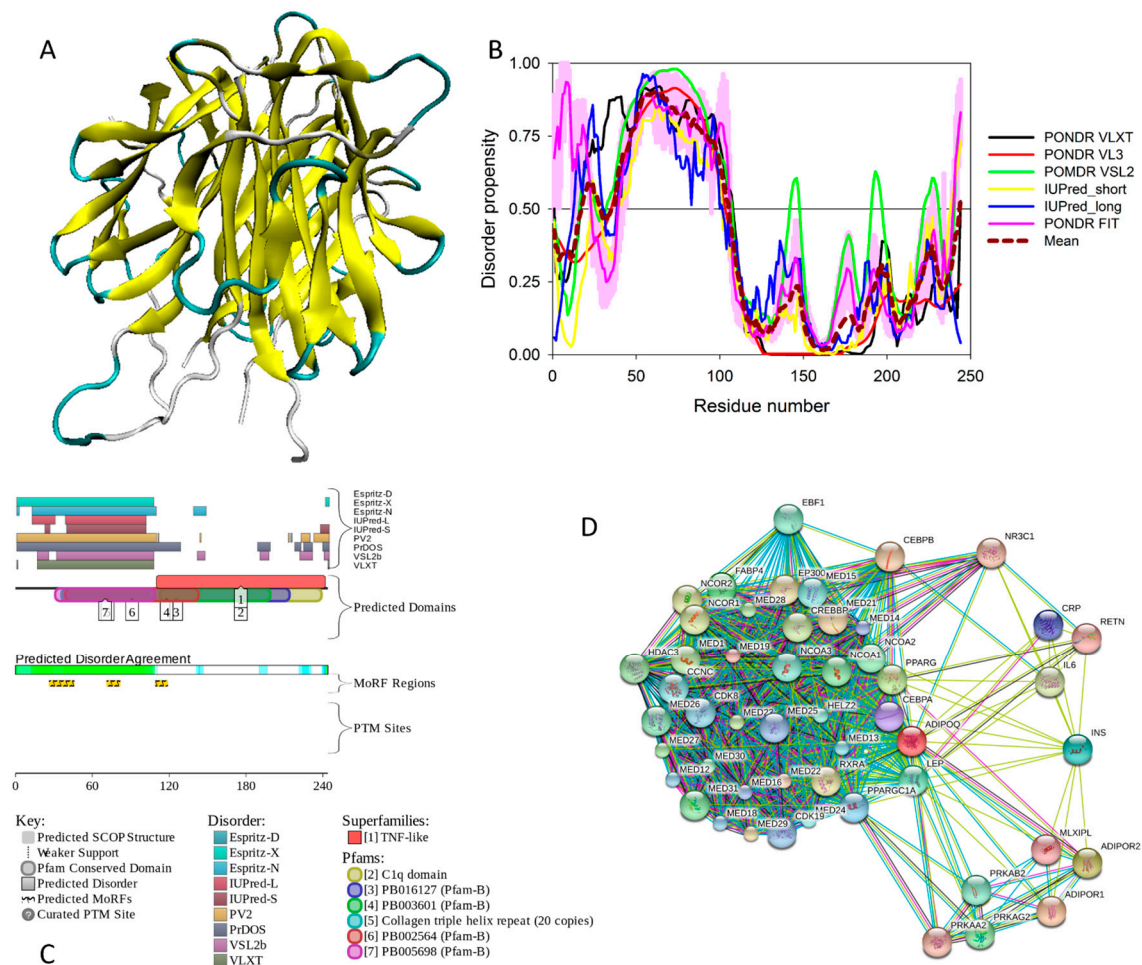 A
B
1.00
0.75
0.50
0.25
0.00
Disorder propensity
0
50
100
150
200
250
Residue number
PONDR VLXT
PONDR VL3
POMDR VSL2
IUPred_short
IUPred_long
PONDR FIT
Mean
Espritz-D
Espritz-X
Espritz-N
IUPred-L
IUPred-S
PV2
PrDOS
VSL2b
VLXT
1
7
6
4
3
2
Predicted Domains
Predicted Disorder Agreement
MoRF Regions
PTM Sites
0
60
120
180
240
Key:
Predicted SCOP Structure
Weaker Support
Pfam Conserved Domain
Predicted Disorder
Predicted MoRFs
? Curated PTM Site
Disorder:
Espritz-D
Espritz-X
Espritz-N
IUPred-L
IUPred-S
PV2
PrDOS
VSL2b
VLXT
Superfamilies:
[1] TNF-like
Pfams:
[2] C1q domain
[3] PB016127 (Pfam-B)
[4] PB003601 (Pfam-B)
[5] Collagen triple helix repeat (20 copies)
[6] PB002564 (Pfam-B)
[7] PB005698 (Pfam-B)
C
D
EBF1
CEBPB
NR3C1
FABP4
EP300
MED15
NCOR2
NCOR1
MED28
CREBBP
MED21
MED14
CRP
RETN
HDAC3
MED1
MED19
NCOA3
NCOA1
NCOA2
PPARG
IL6
CCNC
CDK8
CEBPA
MED26
MED27
MED25
HELZ2
ADIPOQ
INS
MED27
MED13
MED30
LEP
MED12
MED16
MED22
RXRA
PPARGC1A
MED31
MED18
MED29
CDK19
MED24
MLXIPL
ADIPOR2
PRKAB2
ADIPOR1
PRKAG2
PRKAA2